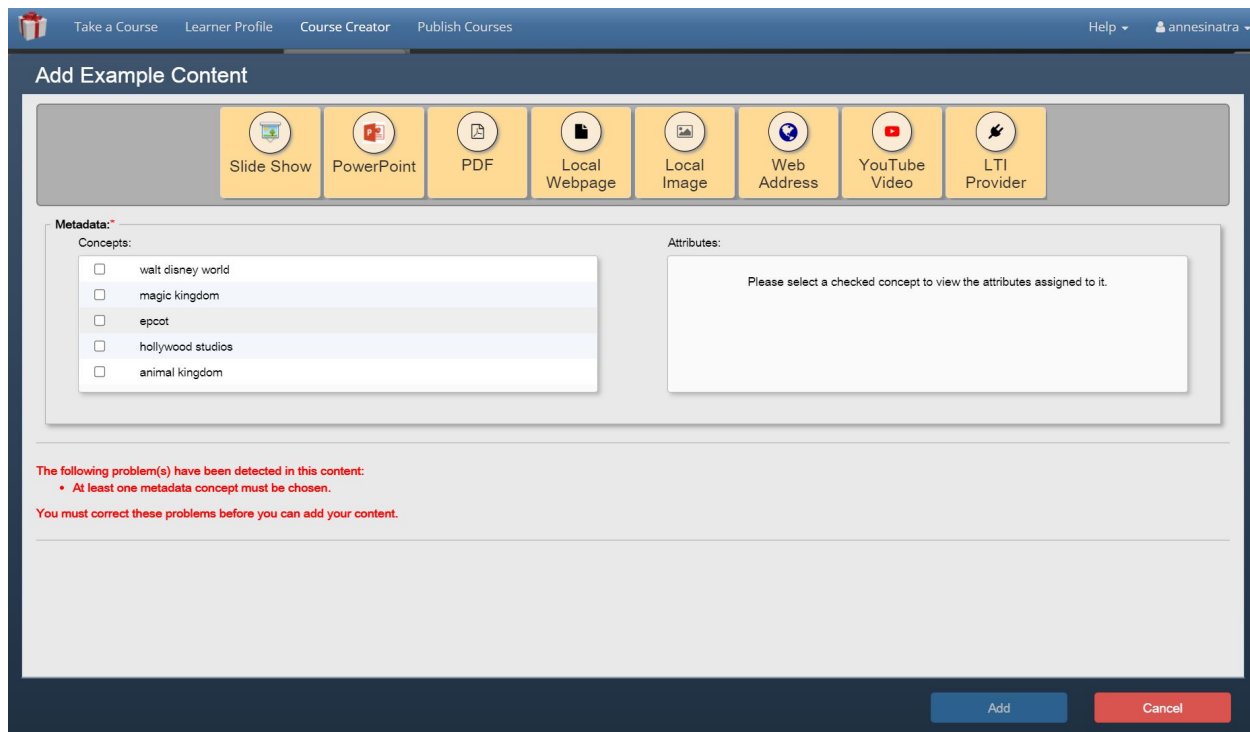 Take a Course Learner Profile Course Creator Publish Courses Help annesinatra
Add Example Content
Slide Show
PowerPoint
PDF
Local
Webpage
Local
Image
Web
Address
YouTube
Video
LTI
Provider
Metadata:*
Concepts:
walt disney world
magic kingdom
epcot
hollywood studios
animal kingdom
Attributes:
Please select a checked concept to view the attributes assigned to it.
The following problem(s) have been detected in this content:
• At least one metadata concept must be chosen.
You must correct these problems before you can add your content.
Add Cancel